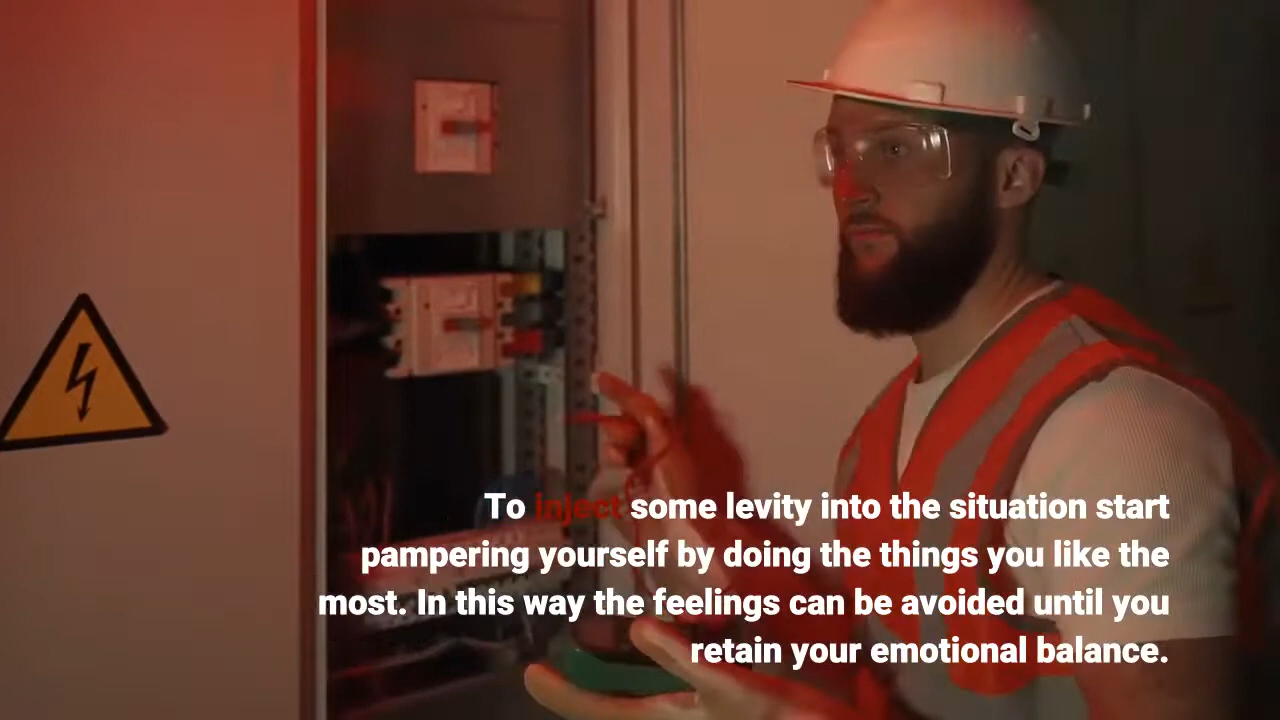 To inject some levity into the situation start
pampering yourself by doing the things you like the
most. In this way the feelings can be avoided until you
retain your emotional balance.